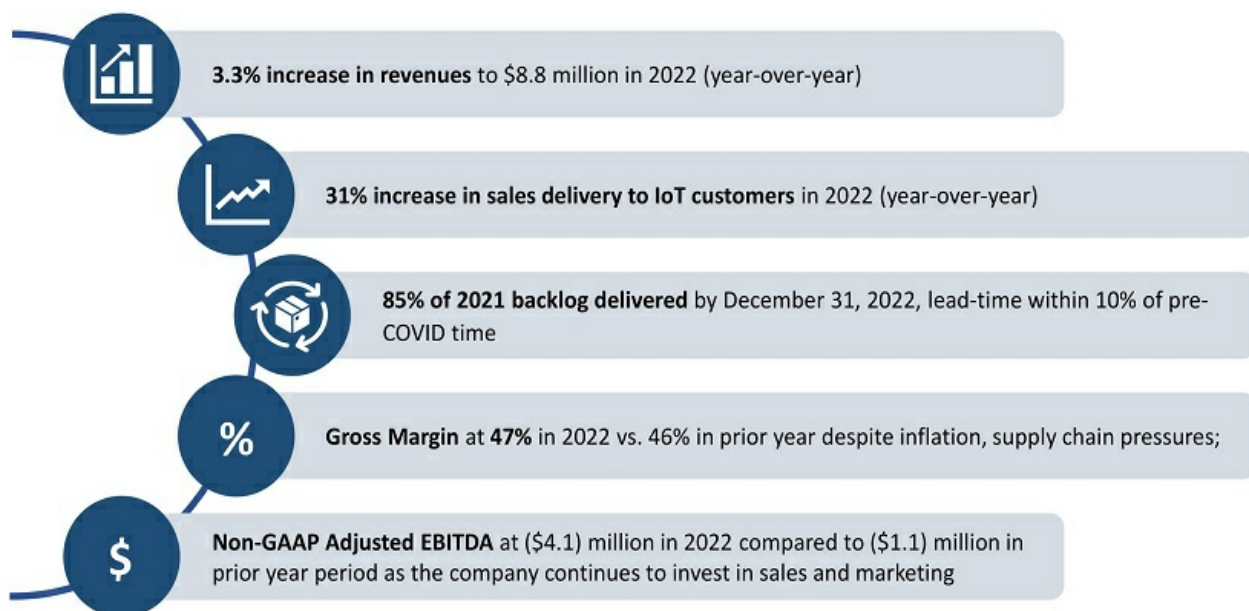 3.3% increase in revenues to $8.8 million in 2022 (year-over-year)
31% increase in sales delivery to IoT customers in 2022 (year-over-year)
85% of 2021 backlog delivered by December 31, 2022, lead-time within 10% of pre-
COVID time
%
Gross Margin at 47% in 2022 vs. 46% in prior year despite inflation, supply chain pressures;
$
Non-GAAP Adjusted EBITDA at ($4.1) million in 2022 compared to ($1.1) million in
prior year period as the company continues to invest in sales and marketing